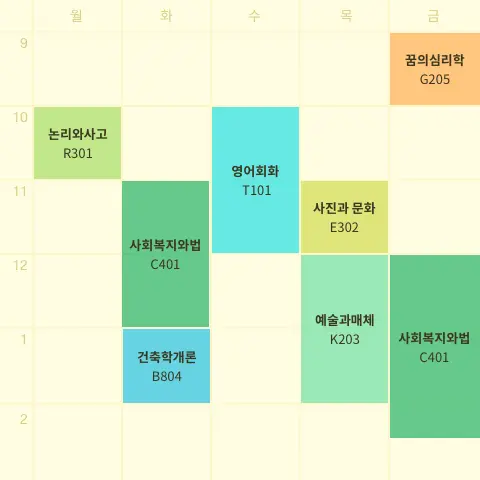 월 화 수 목 금
9
꿈의심리학
G205
10
논리와사고
R301
영어회화
T101
11
사회복지와법
C401
사진과 문화
E302
12
예술과매체
K203
사회복지와법
C401
1
건축학개론
B804
2